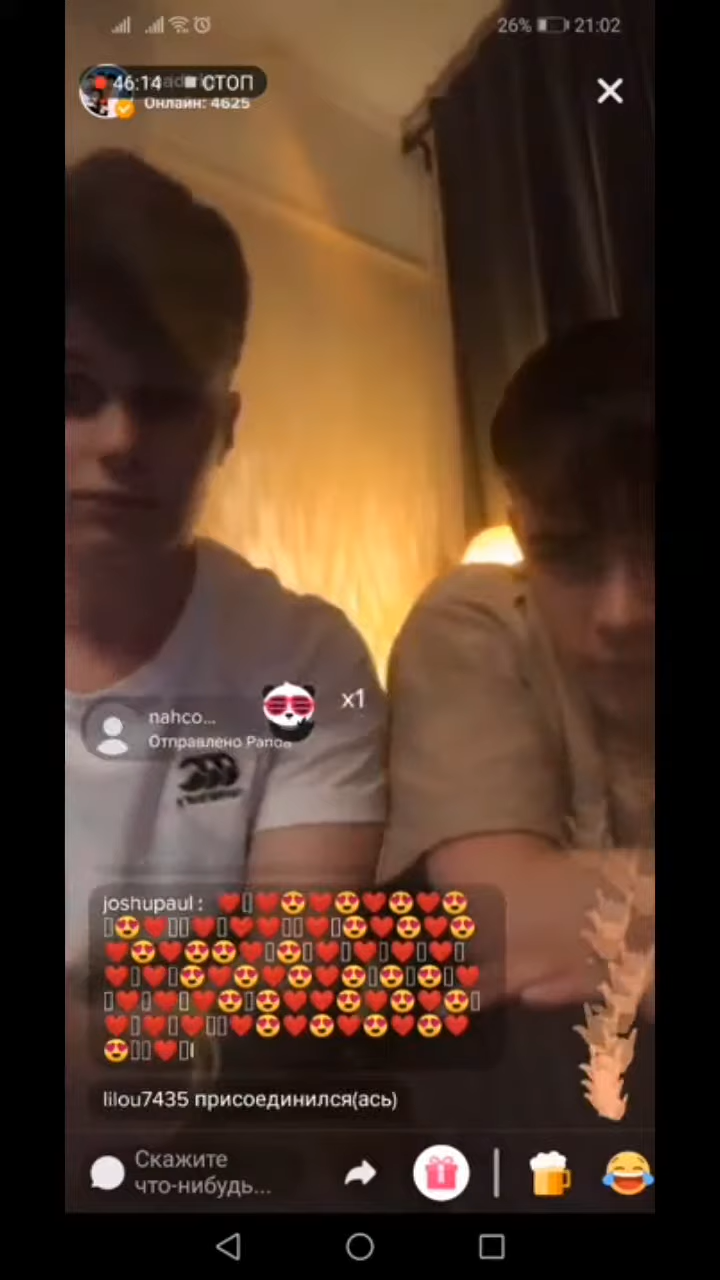 26% 21:02
46:14 СТОП
Онлайн: 4625
nahco...
x1
Отправлено Panda
joshupaul : ❤️▯❤️😍❤️😍❤️😍❤️😍
▯😍❤️▯▯❤️▯❤️❤️▯▯❤️▯😍❤️😍❤️😍
❤️😍❤️😍😍❤️▯😍▯❤️▯❤️▯❤️▯❤️▯
❤️▯❤️▯😍❤️😍❤️😍❤️😍▯😍▯😍▯❤️
▯❤️▯❤️▯❤️😍▯😍❤️❤️😍❤️😍❤️😍▯
❤️▯❤️▯❤️▯▯❤️😍❤️😍❤️😍❤️😍❤️
😍▯▯❤️▯I
lilou7435 присоединился(ась)
Скажите
что-нибудь...